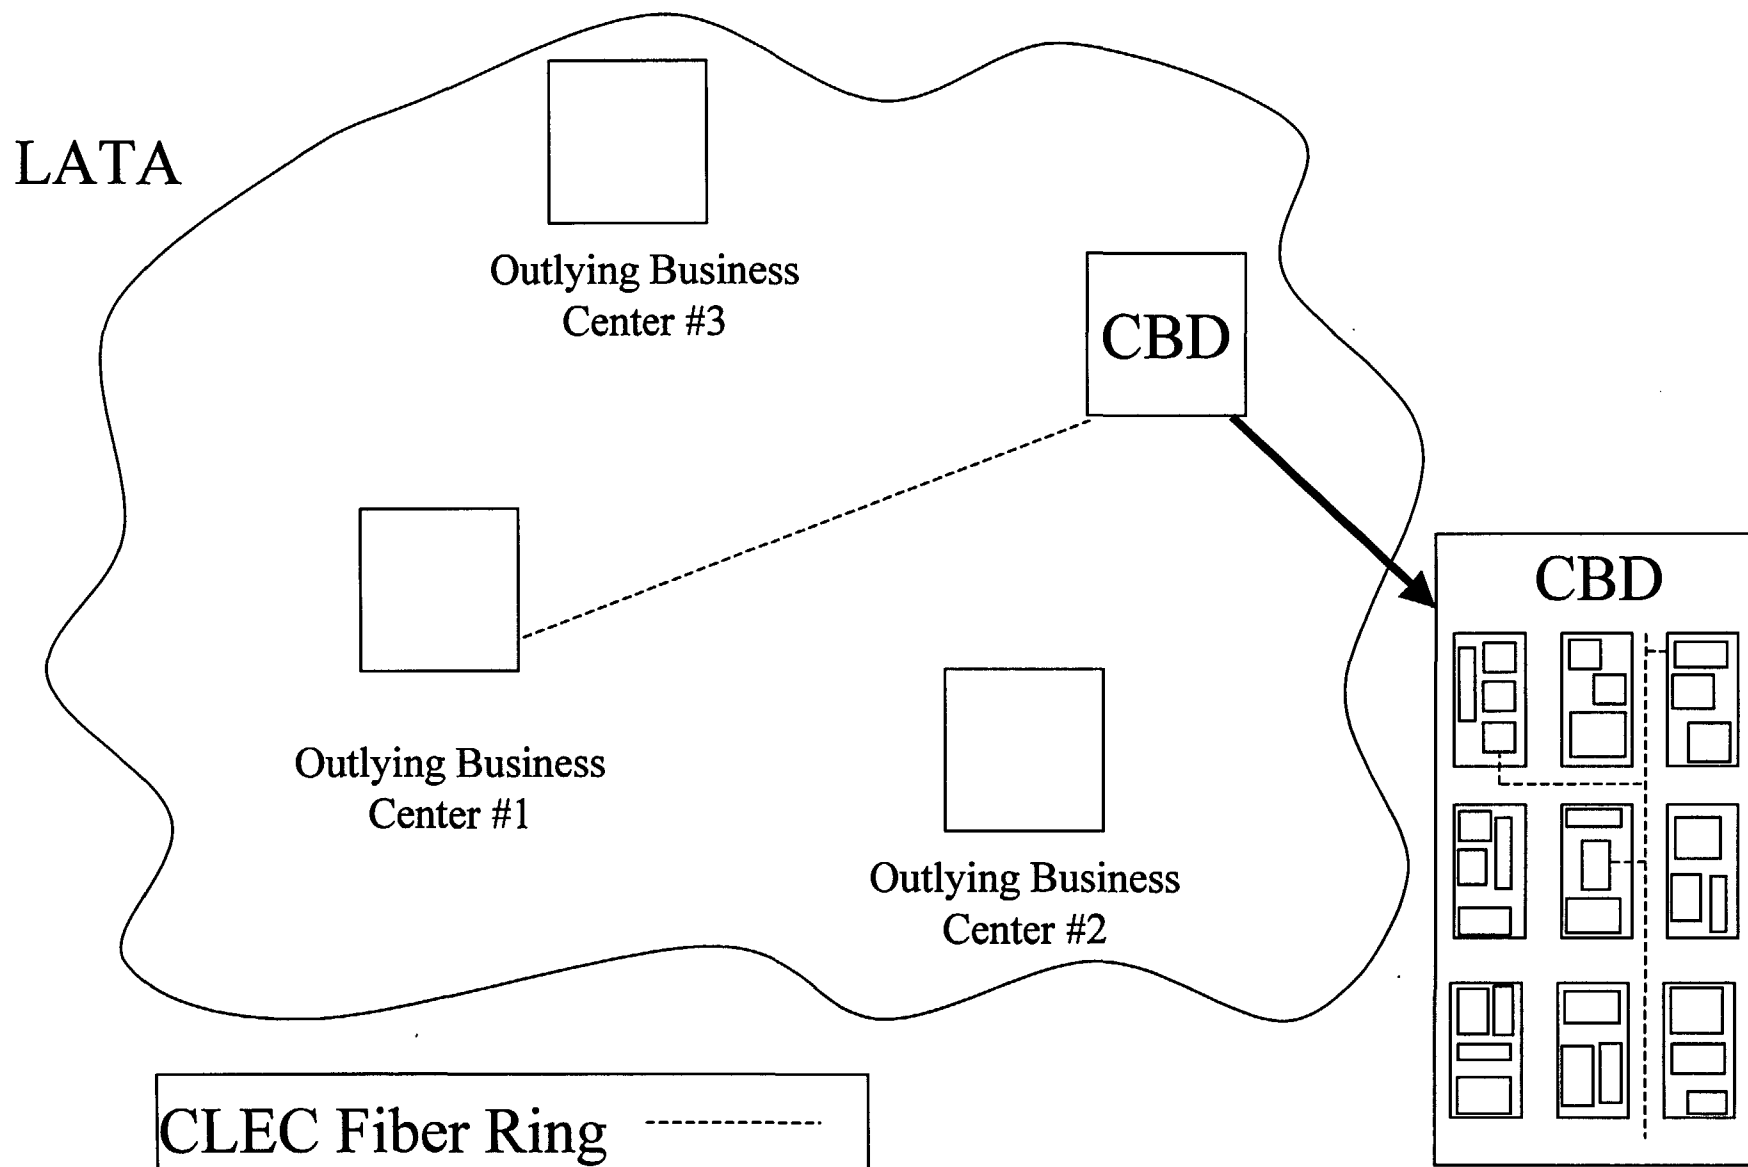 LATA
Outlying Business
Center #3
CBD
Outlying Business
Center #1
Outlying Business
Center #2
CBD
CLEC Fiber Ring